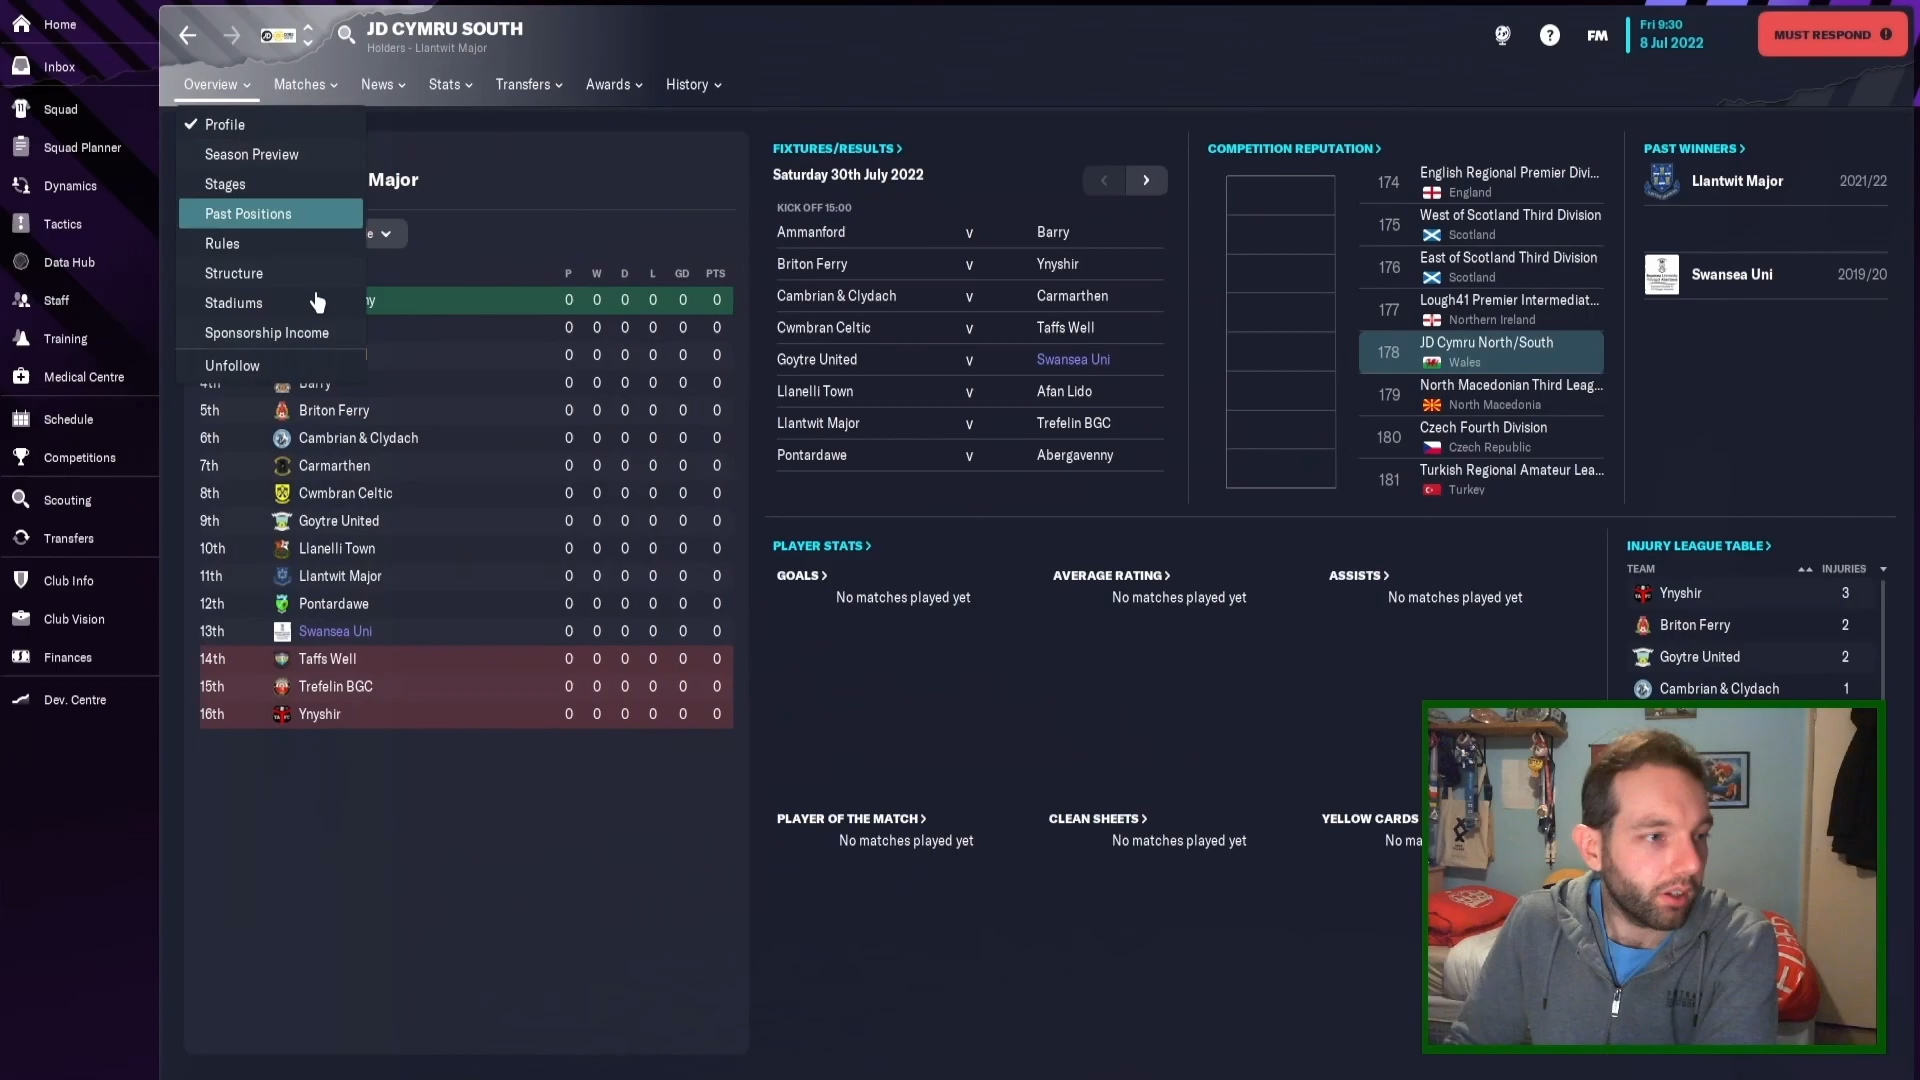 Home
Inbox
Squad
Squad Planner
Dynamics
Tactics
Data Hub
Staff
Training
Medical Centre
Schedule
Competitions
Scouting
Transfers
Club Info
Club Vision
Finances
Dev. Centre
JD CYMRU SOUTH
Holders - Llantwit Major
FM
Fri 9:30
8 Jul 2022
MUST RESPOND
Overview
Matches
News
Stats
Transfers
Awards
History
Profile
Season Preview
Stages
Past Positions
Rules
Structure
Stadiums
Sponsorship Income
Unfollow
Major
e
P W D L GD PTS
ny 0 0 0 0 0 0
0 0 0 0 0 0
0 0 0 0 0 0
4th Barry 0 0 0 0 0 0
5th Briton Ferry 0 0 0 0 0 0
6th Cambrian & Clydach 0 0 0 0 0 0
7th Carmarthen 0 0 0 0 0 0
8th Cwmbran Celtic 0 0 0 0 0 0
9th Goytre United 0 0 0 0 0 0
10th Llanelli Town 0 0 0 0 0 0
11th Llantwit Major 0 0 0 0 0 0
12th Pontardawe 0 0 0 0 0 0
13th Swansea Uni 0 0 0 0 0 0
14th Taffs Well 0 0 0 0 0 0
15th Trefelin BGC 0 0 0 0 0 0
16th Ynyshir 0 0 0 0 0 0
FIXTURES/RESULTS
Saturday 30th July 2022
KICK OFF 15:00
Ammanford v Barry
Briton Ferry v Ynyshir
Cambrian & Clydach v Carmarthen
Cwmbran Celtic v Taffs Well
Goytre United v Swansea Uni
Llanelli Town v Afan Lido
Llantwit Major v Trefelin BGC
Pontardawe v Abergavenny
COMPETITION REPUTATION
174 English Regional Premier Divi...
England
175 West of Scotland Third Division
Scotland
176 East of Scotland Third Division
Scotland
177 Lough41 Premier Intermediat...
Northern Ireland
178 JD Cymru North/South
Wales
179 North Macedonian Third Leag...
North Macedonia
180 Czech Fourth Division
Czech Republic
181 Turkish Regional Amateur Lea...
Turkey
PAST WINNERS
Llantwit Major 2021/22
Swansea Uni 2019/20
PLAYER STATS
GOALS
No matches played yet
AVERAGE RATING
No matches played yet
ASSISTS
No matches played yet
PLAYER OF THE MATCH
No matches played yet
CLEAN SHEETS
No matches played yet
YELLOW CARDS
No ma
INJURY LEAGUE TABLE
TEAM INJURIES
Ynyshir 3
Briton Ferry 2
Goytre United 2
Cambrian & Clydach 1